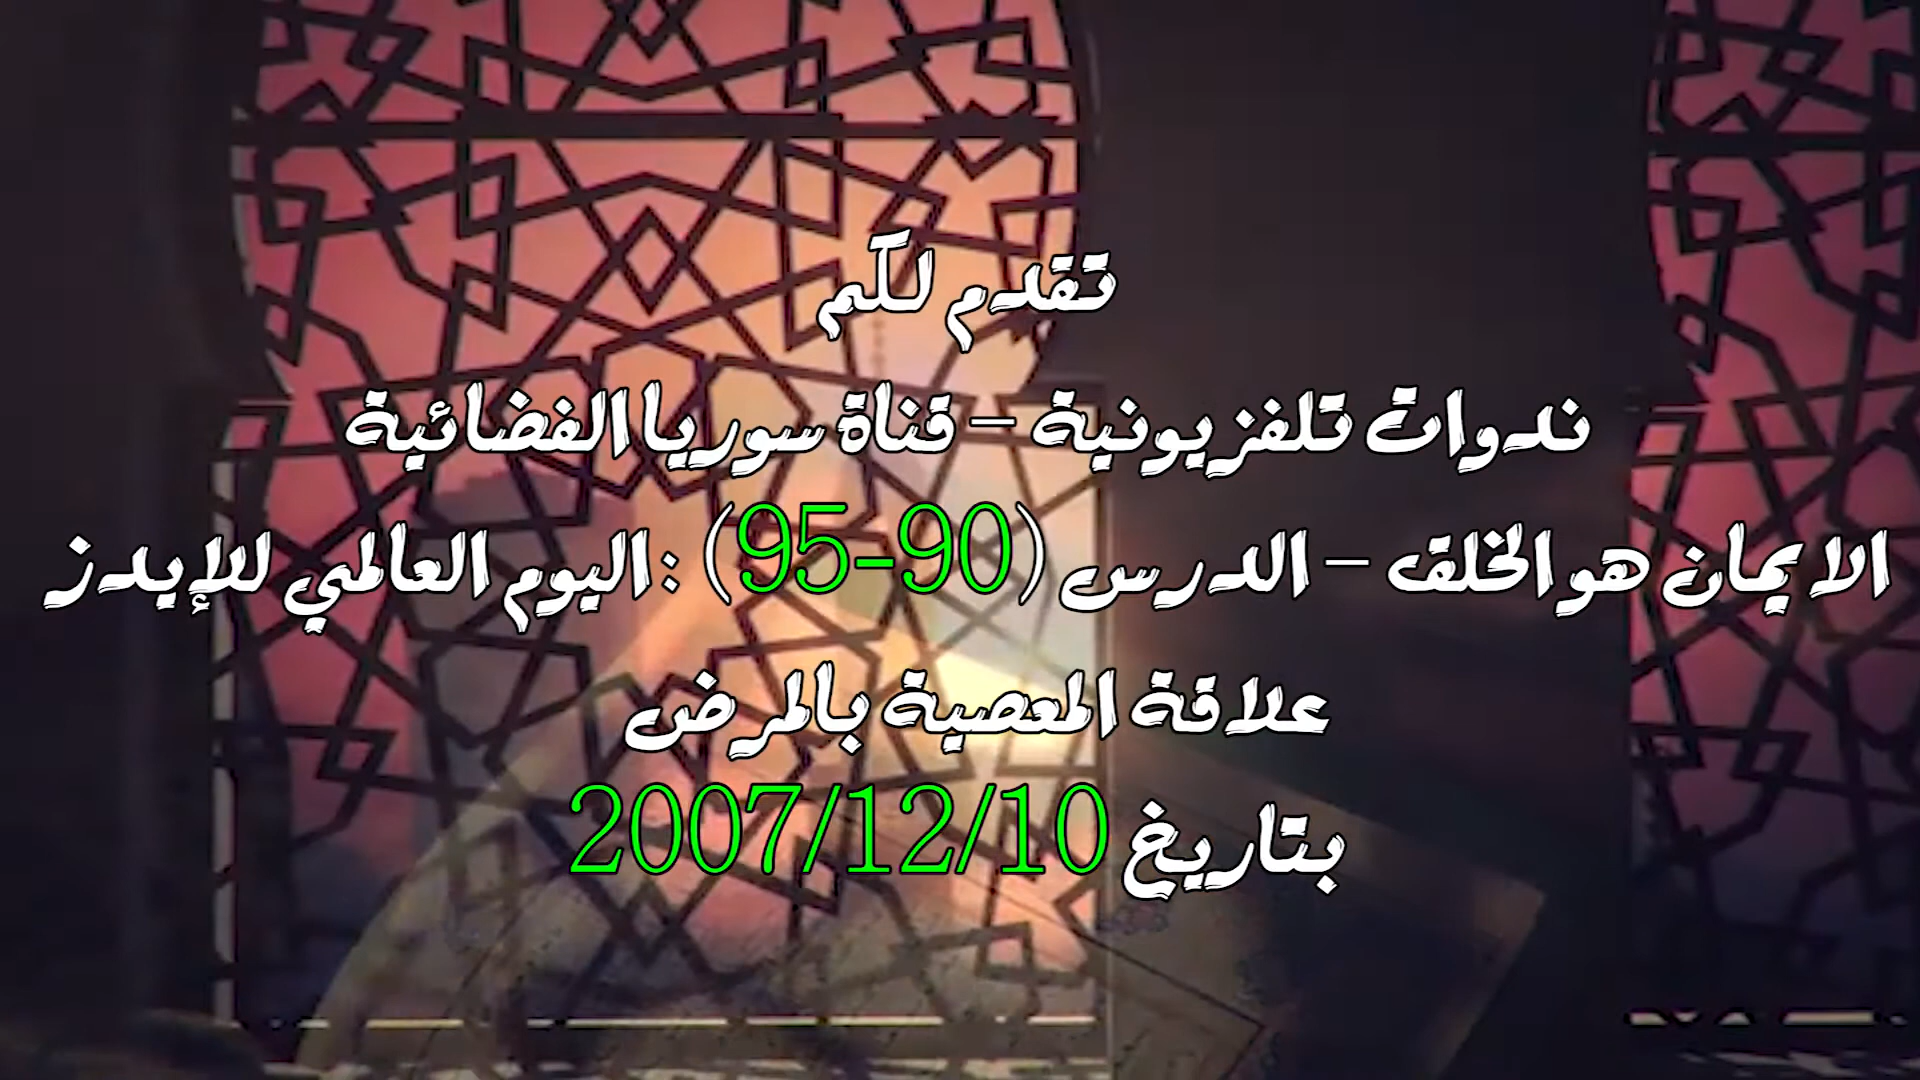 تقدم لكم
ندوات تلفزيونية - قناة سوريا الفضائية
الايمان هو الخلق - الدرس (90-95) : اليوم العالمي للإيدز
علاقة المعصية بالمرض
بتاريخ 2007/12/10